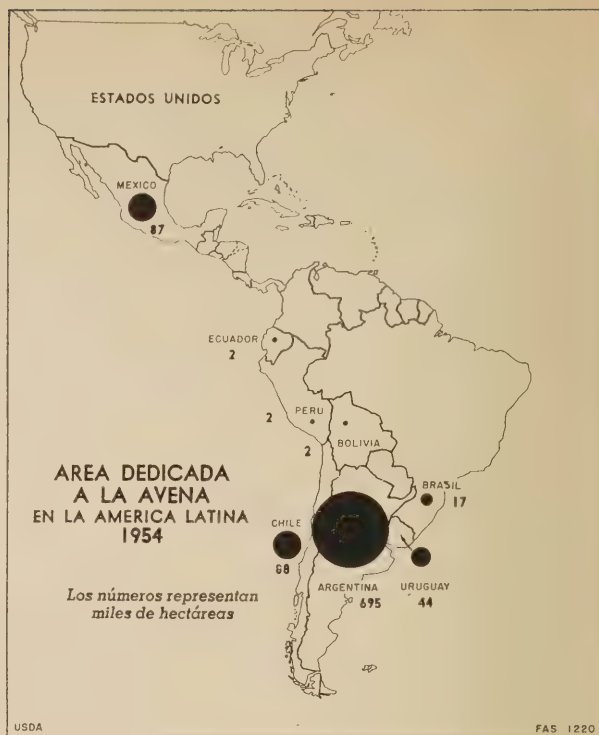 ESTADOS UNIDOS
MEXICO
87
ECUADOR
2
PERU
2
BOLIVIA
2
AREA DEDICADA
A LA AVENA
EN LA AMERICA LATINA
1954
Los números representan
miles de hectáreas
BRASIL
17
CHILE
88
ARGENTINA
695
URUGUAY
44
USDA
FAS 1220